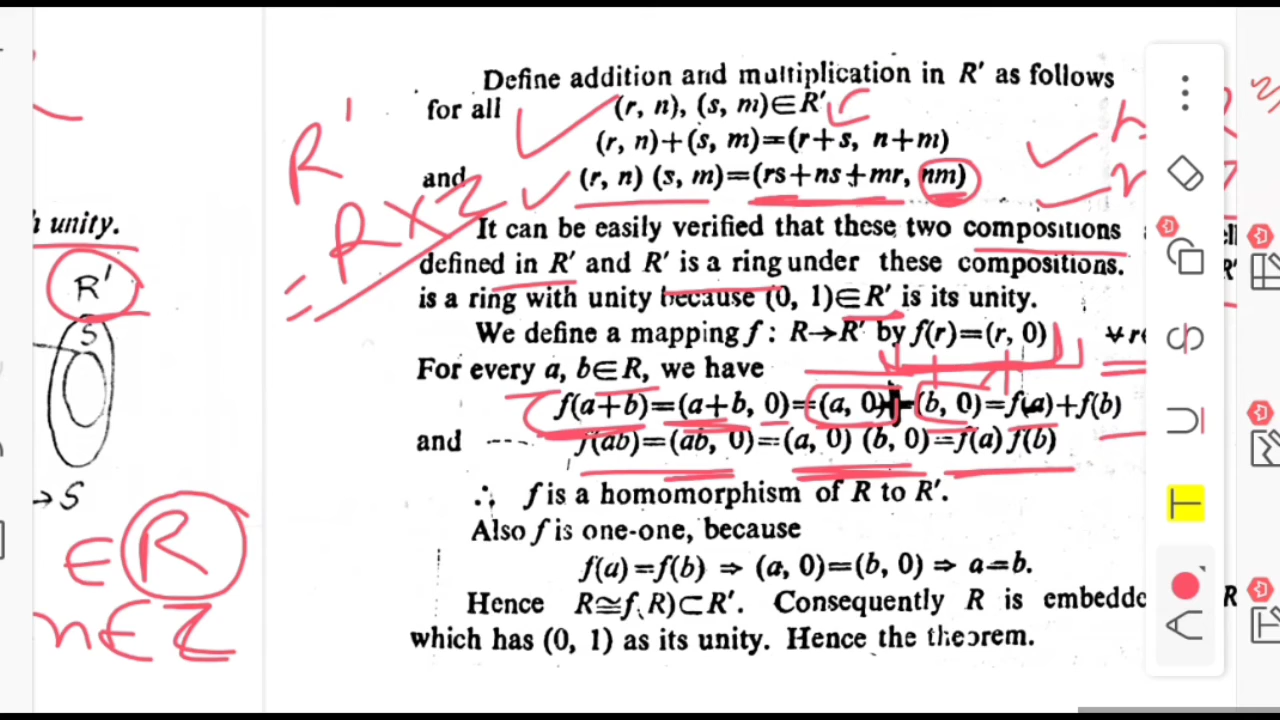 Define addition and multiplication in R' as follows
for all (r, n), (s, m)∈R'
(r, n)+(s, m)=(r+s, n+m)
and (r, n) (s, m)=(rs+ns+mr, nm)
It can be easily verified that these two compositions
defined in R' and R' is a ring under these compositions.
is a ring with unity because (0, 1)∈R' is its unity.
We define a mapping f : R→R' by f(r)=(r, 0) ∀
For every a, b∈R, we have
f(a+b)=(a+b, 0)=(a, 0)+(b, 0)=f(a)+f(b)
and f(ab)=(ab, 0)=(a, 0) (b, 0)=f(a) f(b)
∴ f is a homomorphism of R to R'.
Also f is one-one, because
f(a)=f(b) ⇒ (a, 0)=(b, 0) ⇒ a=b.
Hence R≅f(R)⊂R'. Consequently R is embedde
which has (0, 1) as its unity. Hence the theorem.
R'
= R×Z
unity.
R'
S
→S
∈ R
n∈Z